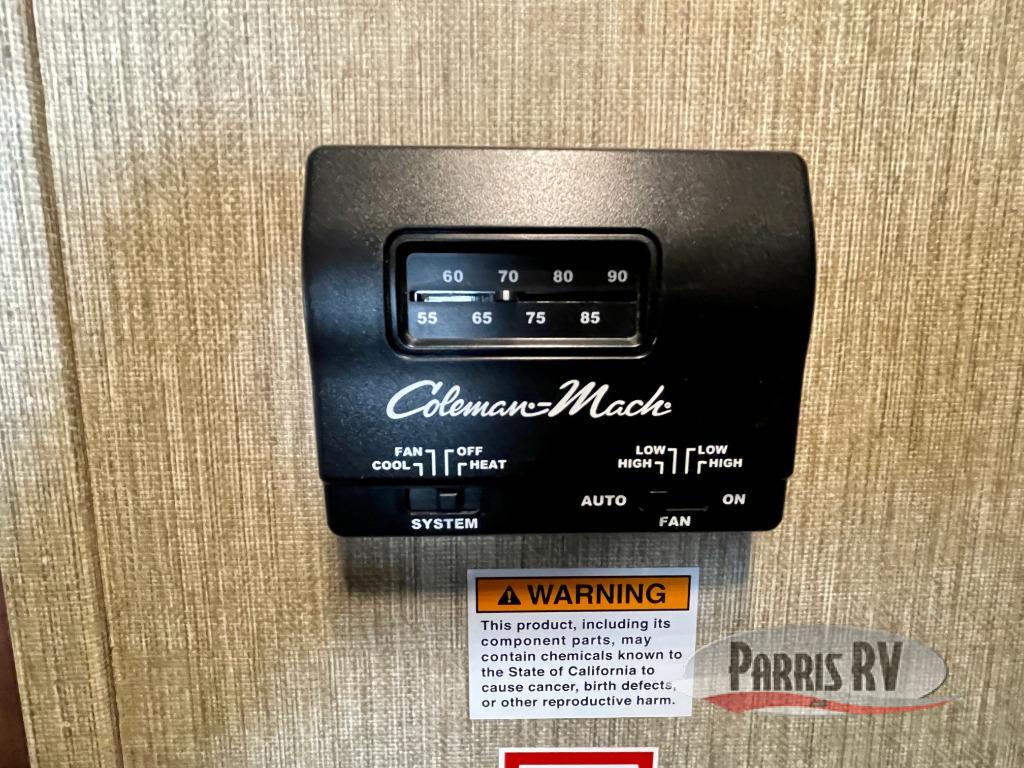 60 70 80 90
55 65 75 85
Coleman-Mach
FAN OFF
COOL HEAT
SYSTEM
LOW LOW
HIGH HIGH
AUTO ON
FAN
WARNING
This product, including its
component parts, may
contain chemicals known to
the State of California to
cause cancer, birth defects,
or other reproductive harm.
PARRIS RV